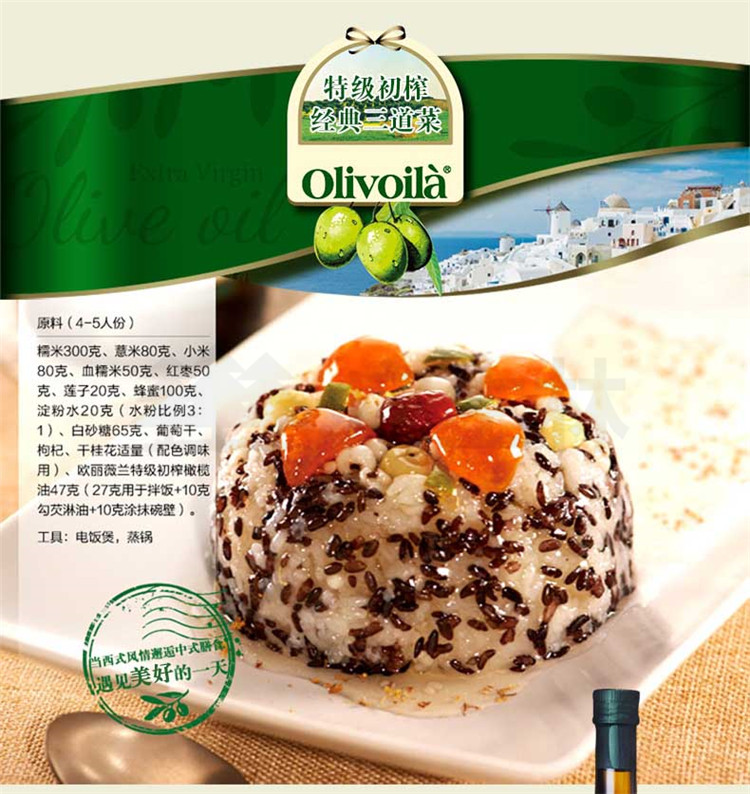 特级初榨
经典三道菜
Olivoilà®
Extra Virgin
Olive oil
原料（4-5人份）
糯米300克、薏米80克、小米
80克、血糯米50克、红枣50
克、莲子20克、蜂蜜100克、
淀粉水20克（水粉比例3：
1）、白砂糖65克、葡萄干、
枸杞、干桂花适量（配色调味
用）、欧丽薇兰特级初榨橄榄
油47克（27克用于拌饭+10克
勾芡淋油+10克涂抹碗壁）。
工具：电饭煲，蒸锅
当西式风情邂逅中式膳食
遇见美好的一天